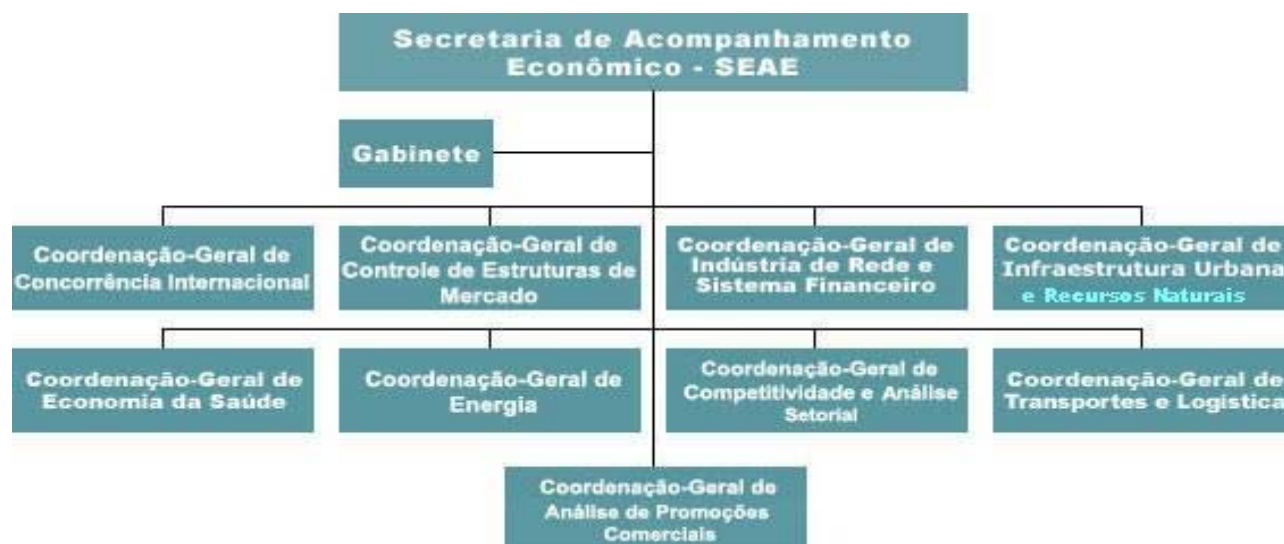 Secretaria de Acompanhamento
Econômico - SEAE
Gabinete
Coordenação-Geral de
Concorrência Internacional
Coordenação-Geral de
Controle de Estruturas de
Mercado
Coordenação-Geral de
Indústria de Rede e
Sistema Financeiro
Coordenação-Geral de
Infraestrutura Urbana
e Recursos Naturais
Coordenação-Geral de
Economia da Saúde
Coordenação-Geral de
Energia
Coordenação-Geral de
Competitividade e Análise
Setorial
Coordenação-Geral de
Transportes e Logística
Coordenação-Geral de
Análise de Promoções
Comerciais